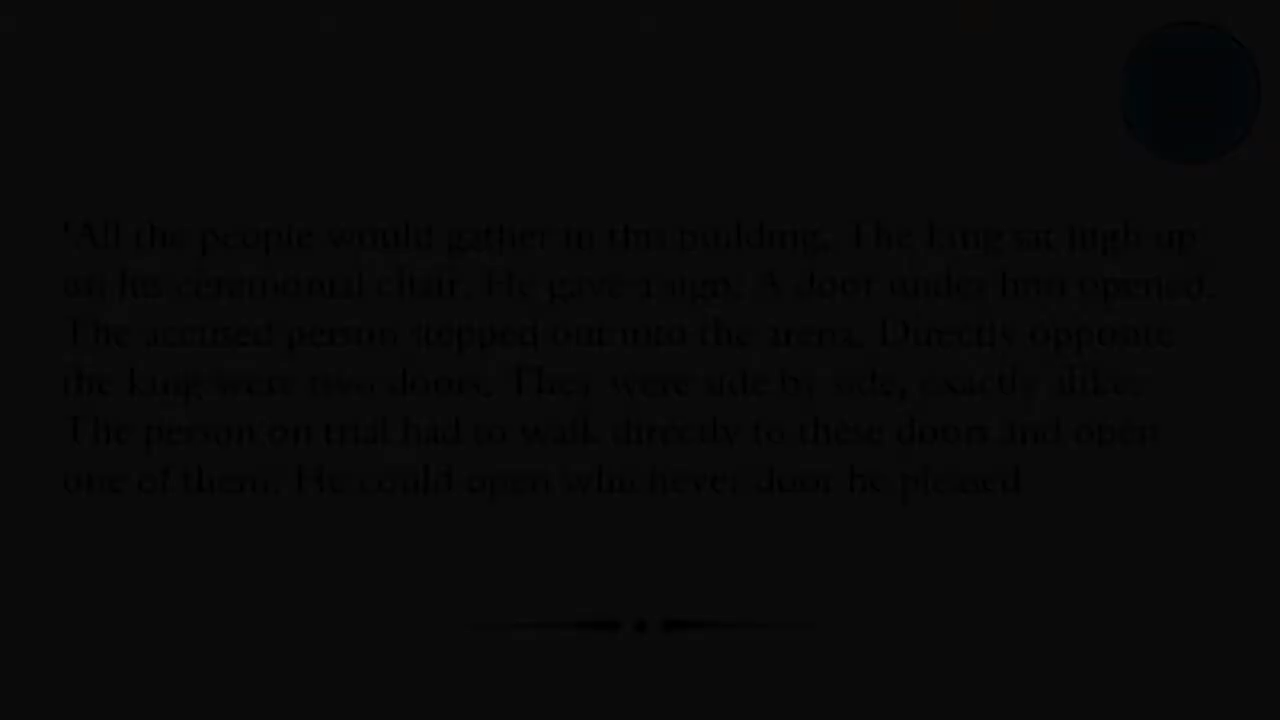 'All the people would gather in this building. The king sat high up
on his ceremonial chair. He gave a sign. A door under him opened.
The accused person stepped out into the arena. Directly opposite
the king were two doors. They were side by side, exactly alike.
The person on trial had to walk directly to these doors and open
one of them. He could open whichever door he pleased